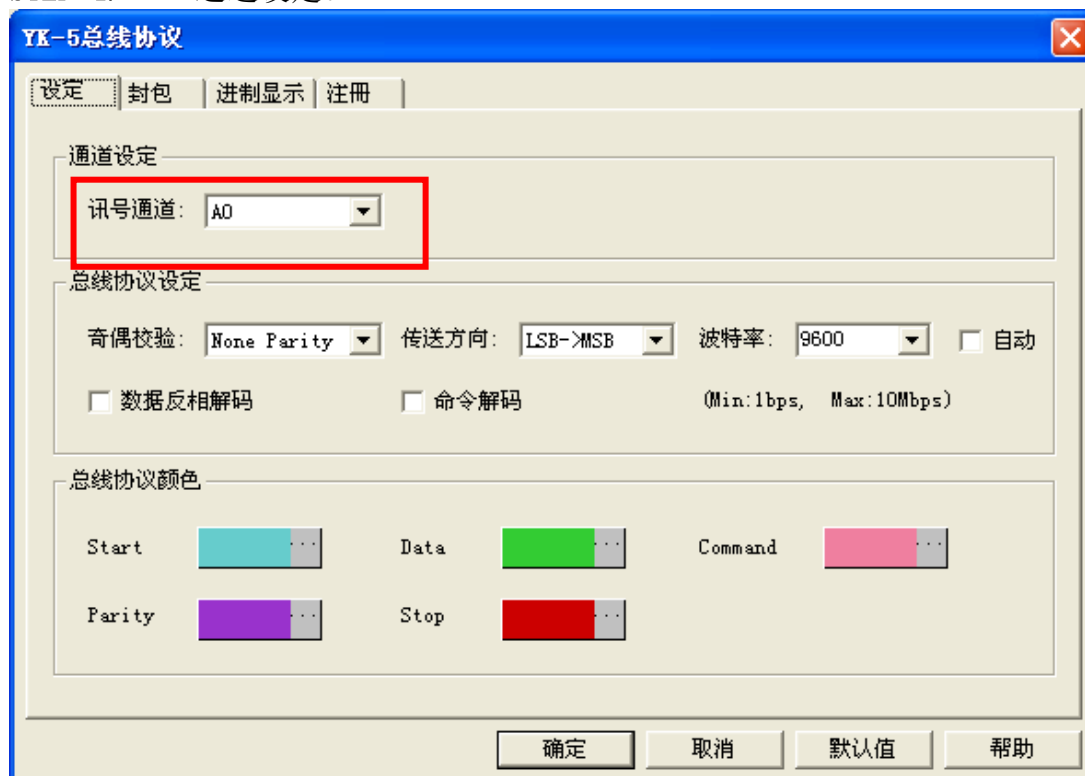 YK-5总线协议
设定 封包 进制显示 注册
通道设定
讯号通道: A0
总线协议设定
奇偶校验: None Parity 传送方向: LSB->MSB 波特率: 9600 自动
数据反相解码 命令解码 (Min:1bps, Max:10Mbps)
总线协议颜色
Start ... Data ... Command ...
Parity ... Stop ...
确定 取消 默认值 帮助